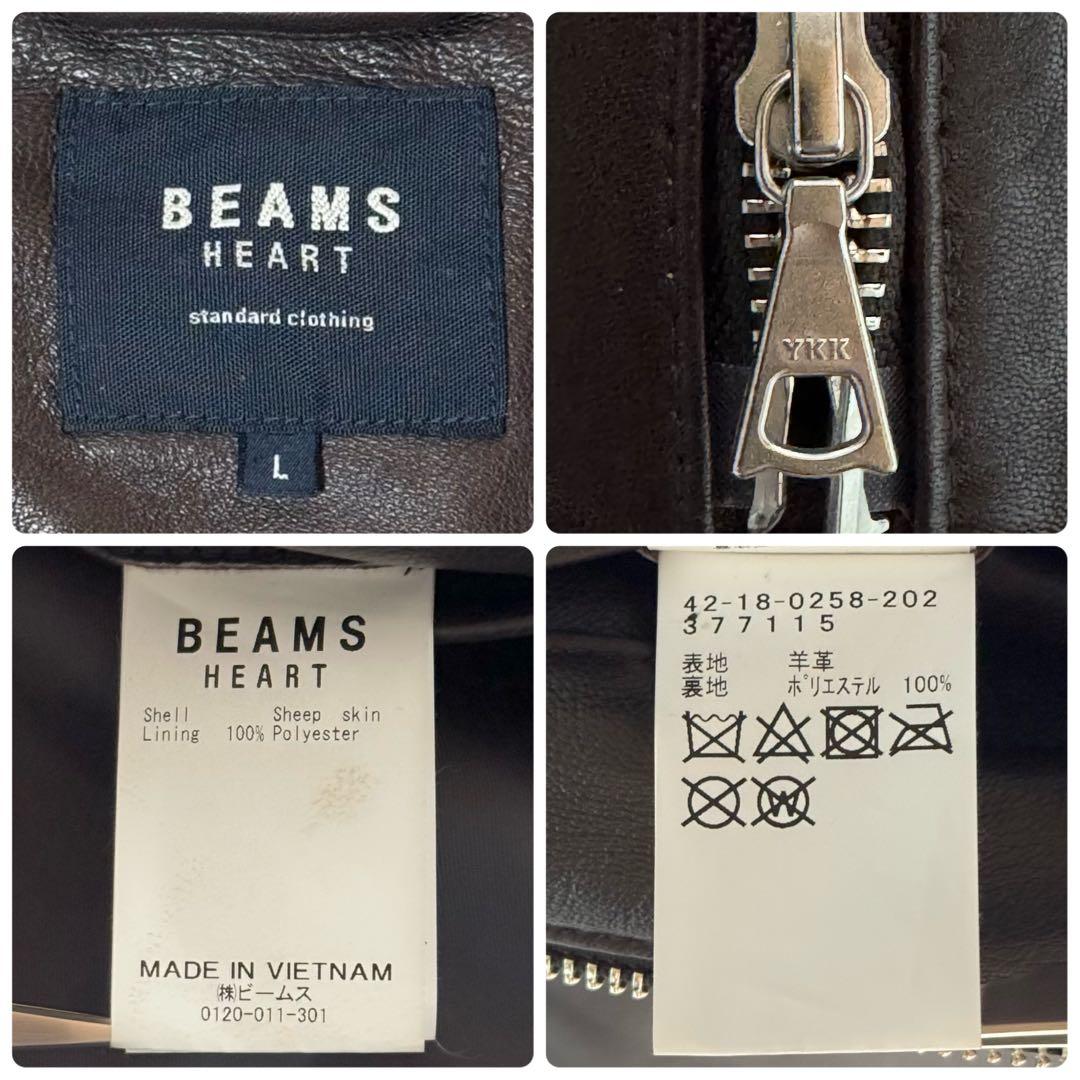 BEAMS
HEART
standard clothing
L
YKK
BEAMS
HEART
Shell Sheep skin
Lining 100% Polyester
MADE IN VIETNAM
㈱ビームス
0120-011-301
42-18-0258-202
377115
表地 羊革
裏地 ﾎﾟﾘｴｽﾃﾙ 100%
W